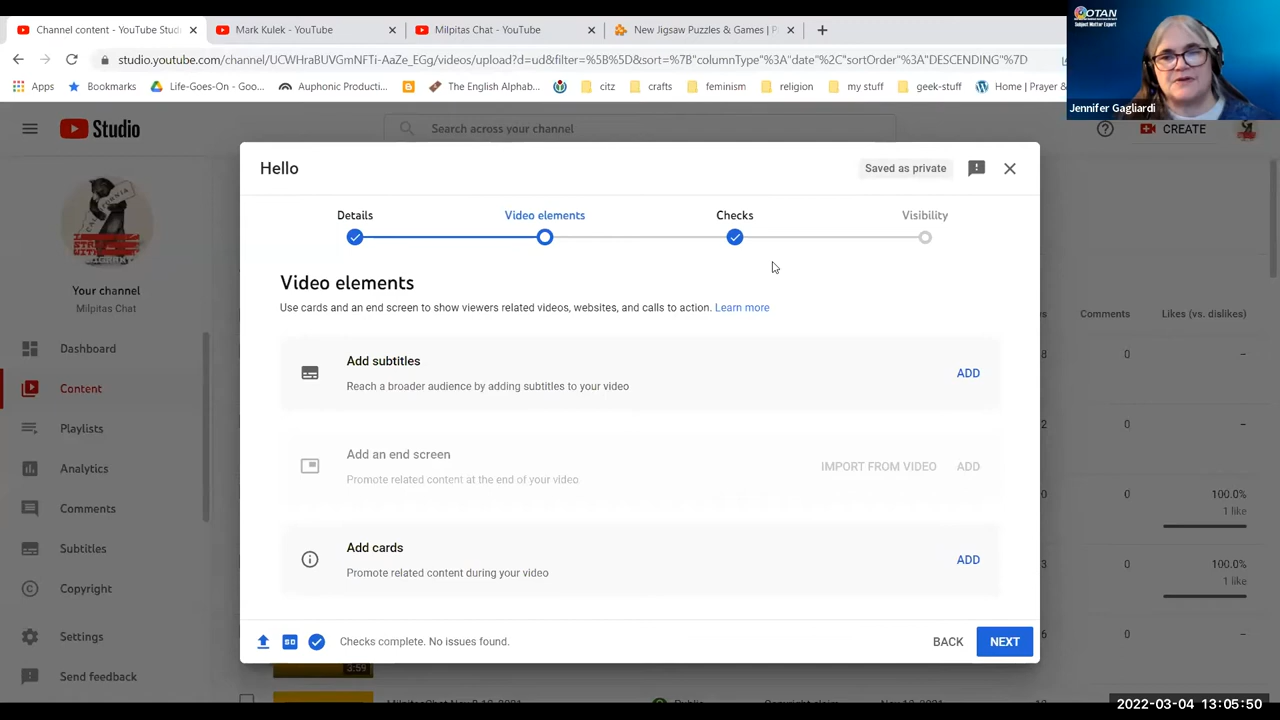 Channel content - YouTube Stud
Mark Kulek - YouTube
Milpitas Chat - YouTube
New Jigsaw Puzzles & Games | P
OTAN
Subject Matter Expert
studio.youtube.com/channel/UCWHraBUVGmNFTi-AaZe_EGg/videos/upload?d=ud&filter=%5B%5D&sort=%7B"columnType"%3A"date"%2C"sortOrder"%3A"DESCENDING"%7D
Apps
Bookmarks
Life-Goes-On - Goo...
Auphonic Producti...
The English Alphab...
citz
crafts
feminism
religion
my stuff
geek-stuff
Home | Prayer &
Jennifer Gagliardi
Studio
Search across your channel
CREATE
Hello
Saved as private
Details
Video elements
Checks
Visibility
Video elements
Use cards and an end screen to show viewers related videos, websites, and calls to action. Learn more
Your channel
Milpitas Chat
Comments
Likes (vs. dislikes)
Dashboard
Add subtitles
Reach a broader audience by adding subtitles to your video
ADD
8
0
–
Content
Playlists
2
0
–
Add an end screen
Promote related content at the end of your video
IMPORT FROM VIDEO
ADD
Analytics
0
0
100.0%
1 like
Comments
Subtitles
Add cards
Promote related content during your video
ADD
3
0
100.0%
1 like
Copyright
Settings
Checks complete. No issues found.
BACK
NEXT
6
0
–
Send feedback
3:59
Public
2022-03-04 13:05:50